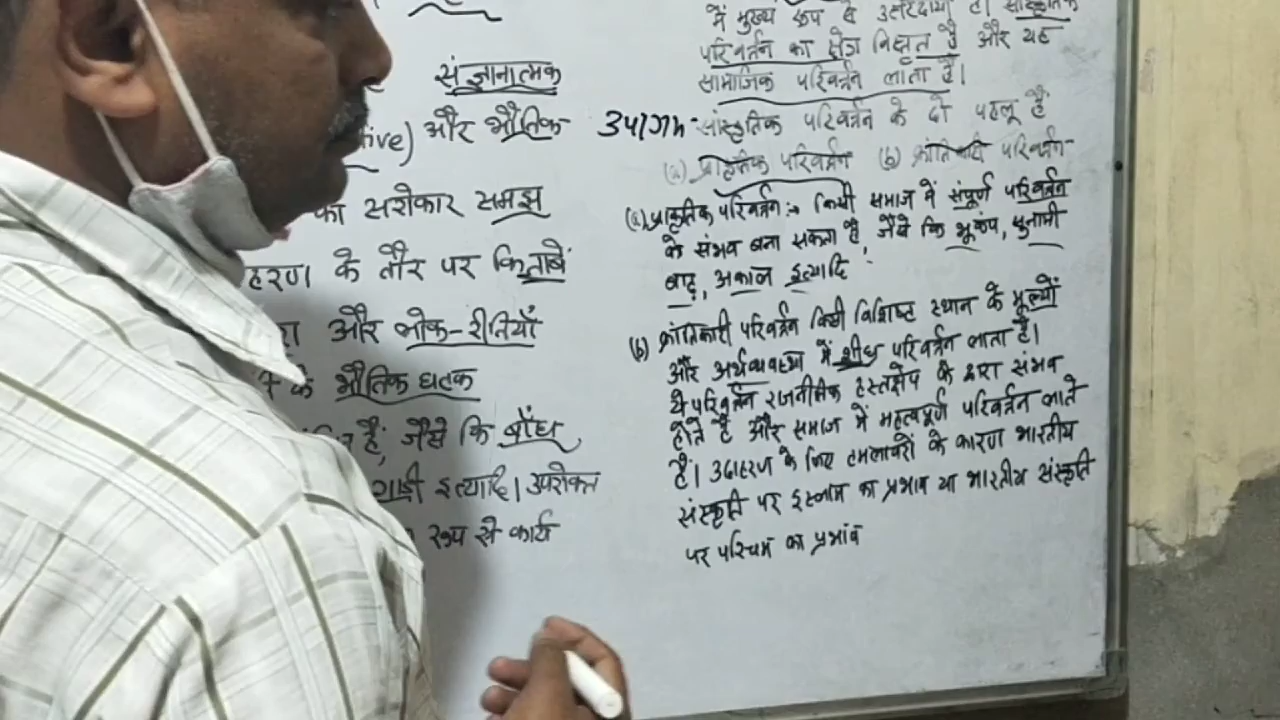 संज्ञानात्मक
ive) और भौतिक
का सरोकार समझ
हरण के तौर पर किताबें
और लोक-रीतियाँ
के भौतिक घटक
हैं, जैसे कि बाँध
गाड़ी इत्यादि। उपरोक्त
रूप से कार्य
में मुख्य रूप से उत्तरदायी है। सांस्कृतिक
परिवर्तन का क्षेत्र विस्तृत है और यह
सामाजिक परिवर्तन लाता है।
उपागम- सांस्कृतिक परिवर्तन के दो पहलू हैं
(a) प्राकृतिक परिवर्तन (b) क्रांतिकारी परिवर्तन
(a) प्राकृतिक परिवर्तन :→ किसी समाज में संपूर्ण परिवर्तन
के संभव बना सकता है, जैसे कि भूकंप, सुनामी
बाढ़, अकाल इत्यादि
(b) क्रांतिकारी परिवर्तन किसी विशिष्ट स्थान के मूल्यों
और अर्थव्यवस्था में शीघ्र परिवर्तन लाता है।
ये परिवर्तन रजनीतिक हस्तक्षेप के द्वारा संभव
होते है और समाज में महत्वपूर्ण परिवर्तन लाते
हैं। उदाहरण के लिए हमलावरों के कारण भारतीय
संस्कृति पर इस्लाम का प्रभाव या भारतीय संस्कृति
पर पश्चिम का प्रभाव